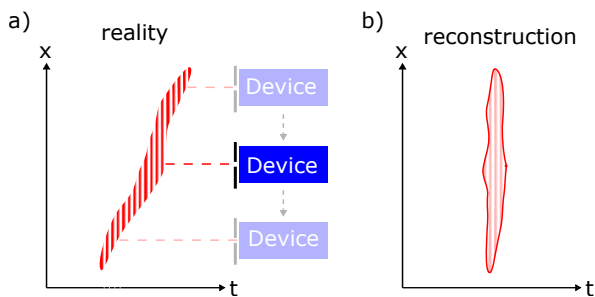 a)
reality
x
Device
Device
Device
t
b)
reconstruction
x
t